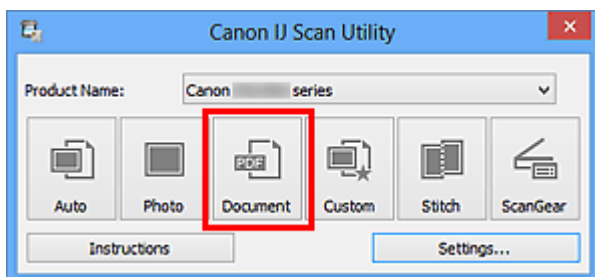 Canon IJ Scan Utility
Product Name: Canon series
PDF
Auto Photo Document Custom Stitch ScanGear
Instructions Settings...